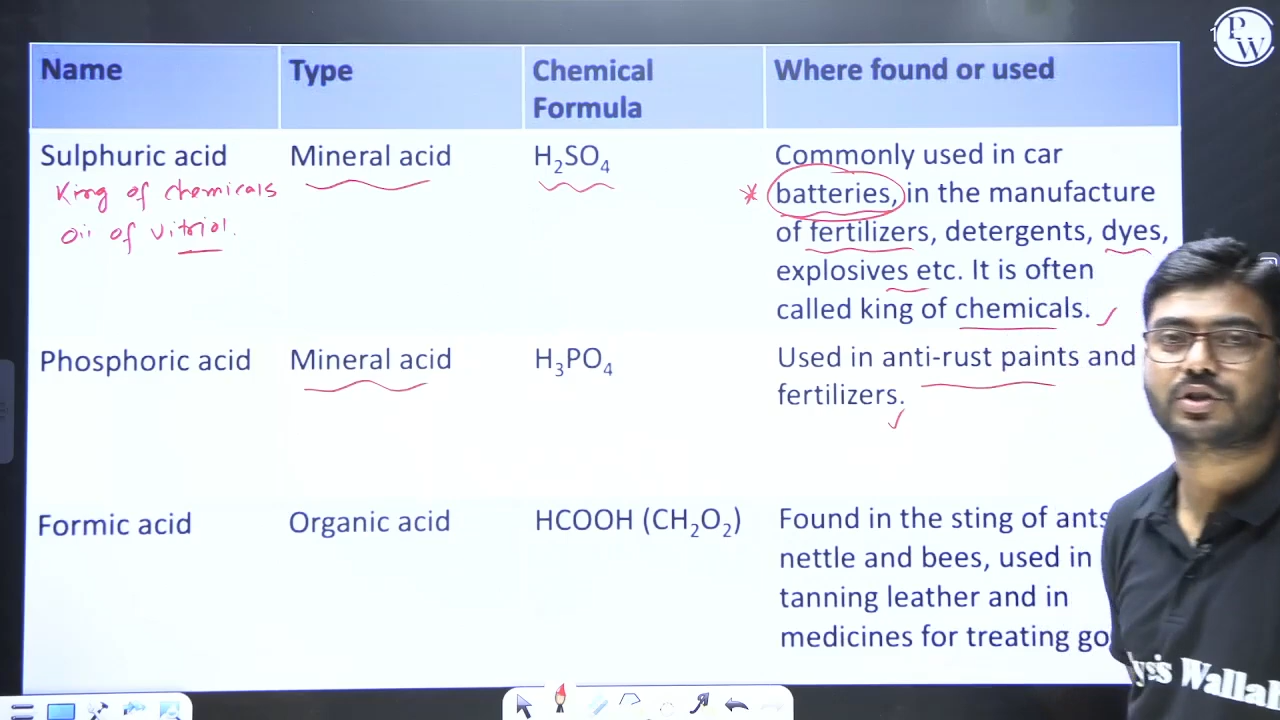 P
W
Name Type Chemical Formula Where found or used
Sulphuric acid Mineral acid H₂SO₄ Commonly used in car
King of chemicals batteries, in the manufacture
Oil of vitriol. of fertilizers, detergents, dyes,
explosives etc. It is often
called king of chemicals.
Phosphoric acid Mineral acid H₃PO₄ Used in anti-rust paints and
fertilizers.
Formic acid Organic acid HCOOH (CH₂O₂) Found in the sting of ants
nettle and bees, used in
tanning leather and in
medicines for treating
Wallah